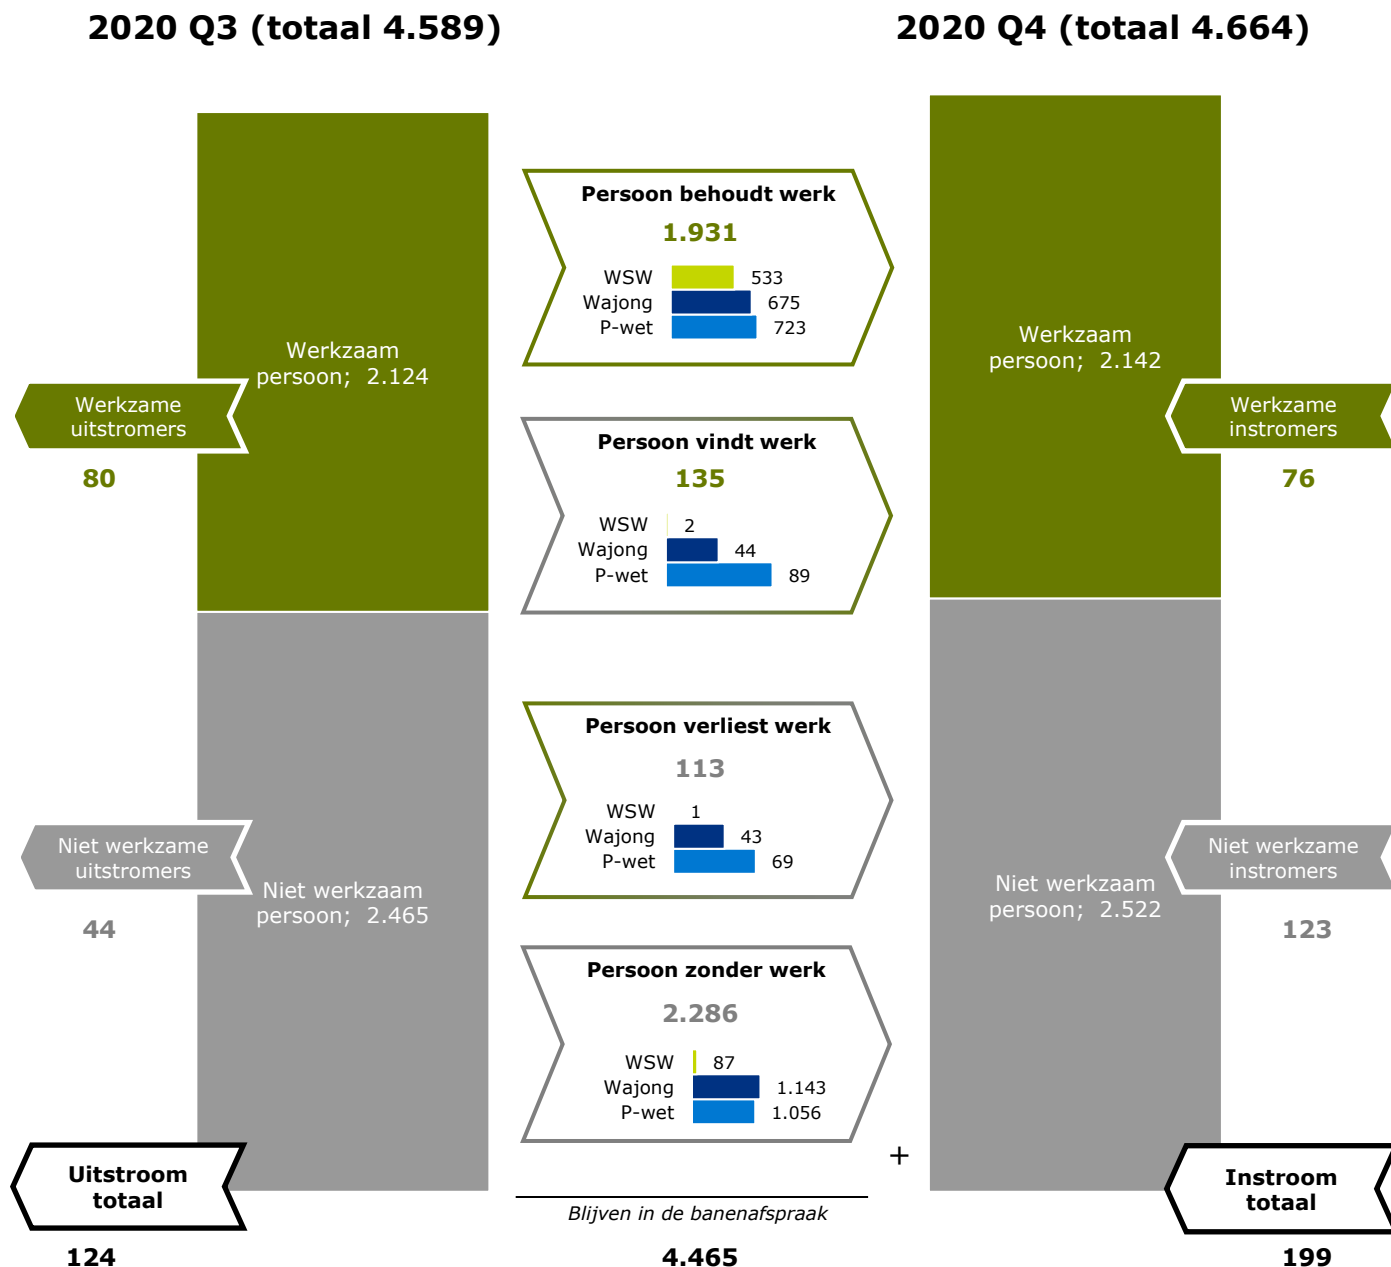 2020 Q3 (totaal 4.589)
2020 Q4 (totaal 4.664)
Werkzaam
persoon; 2.124
Werkzame
uitstromers
80
Niet werkzame
uitstromers
44
Niet werkzaam
persoon; 2.465
Uitstroom
totaal
124
Persoon behoudt werk
1.931
WSW 533
Wajong 675
P-wet 723
Persoon vindt werk
135
WSW 2
Wajong 44
P-wet 89
Persoon verliest werk
113
WSW 1
Wajong 43
P-wet 69
Persoon zonder werk
2.286
WSW 87
Wajong 1.143
P-wet 1.056
+
Blijven in de banenafspraak
4.465
Werkzaam
persoon; 2.142
Werkzame
instromers
76
Niet werkzame
instromers
123
Niet werkzaam
persoon; 2.522
Instroom
totaal
199